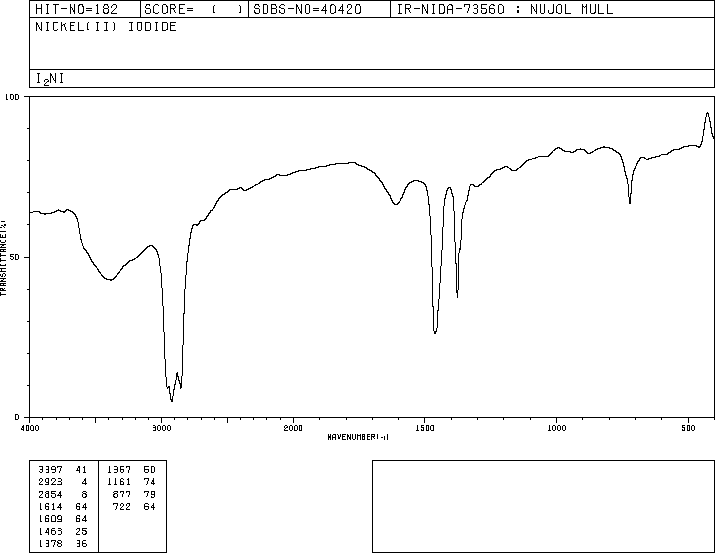 HIT-NO=182 SCORE= ( ) SDBS-NO=40420 IR-NIDA-73560 : NUJOL MULL
NICKEL(II) IODIDE
I2NI
100
50
0
TRANSMITTANCE(%)
4000 3000 2000 1500 1000 500
WAVENUMBER(-1)
3397 41 1367 60
2923 4 1161 74
2854 8 877 79
1614 64 722 64
1609 64
1463 25
1378 36